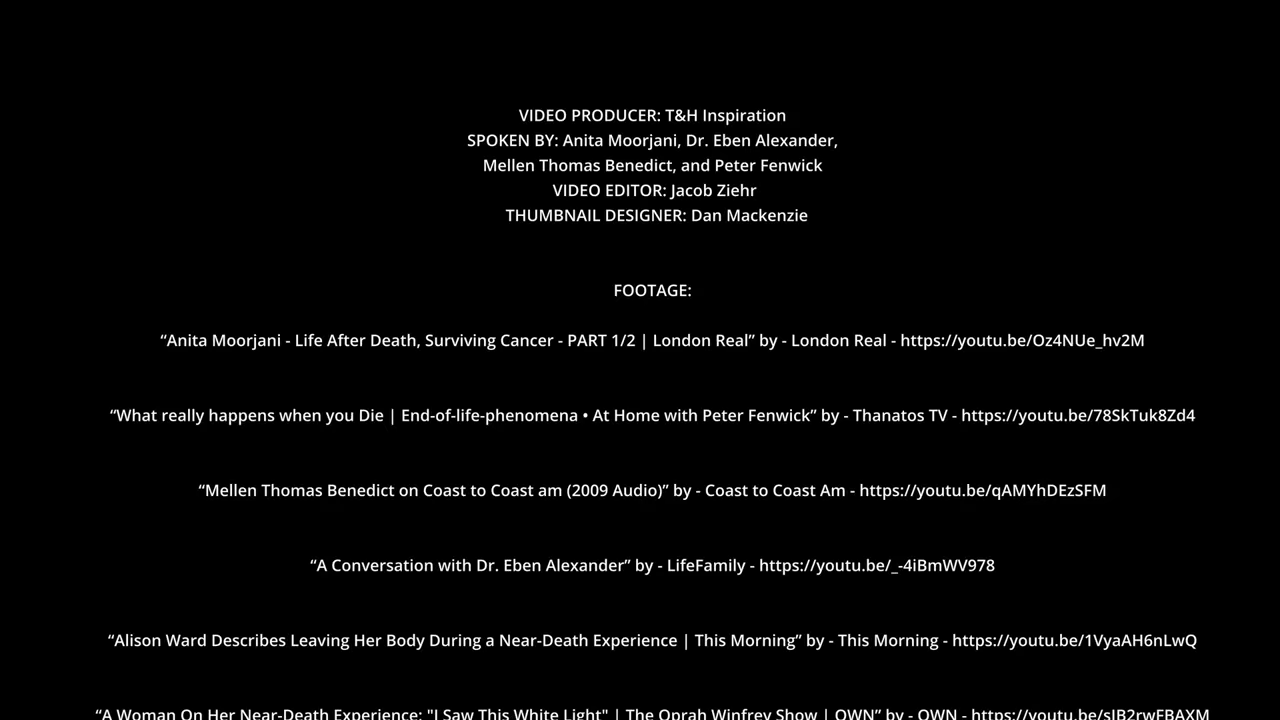 VIDEO PRODUCER: T&H Inspiration
SPOKEN BY: Anita Moorjani, Dr. Eben Alexander,
Mellen Thomas Benedict, and Peter Fenwick
VIDEO EDITOR: Jacob Ziehr
THUMBNAIL DESIGNER: Dan Mackenzie
FOOTAGE:
“Anita Moorjani - Life After Death, Surviving Cancer - PART 1/2 | London Real” by - London Real - https://youtu.be/Oz4NUe_hv2M
“What really happens when you Die | End-of-life-phenomena • At Home with Peter Fenwick” by - Thanatos TV - https://youtu.be/78SkTuk8Zd4
“Mellen Thomas Benedict on Coast to Coast am (2009 Audio)” by - Coast to Coast Am - https://youtu.be/qAMYhDEzSFM
“A Conversation with Dr. Eben Alexander” by - LifeFamily - https://youtu.be/_-4iBmWV978
“Alison Ward Describes Leaving Her Body During a Near-Death Experience | This Morning” by - This Morning - https://youtu.be/1VyaAH6nLwQ
“A Woman On Her Near-Death Experience: "I Saw This White Light" | The Oprah Winfrey Show | OWN” by - OWN - https://youtu.be/sIB2rwFBAXM